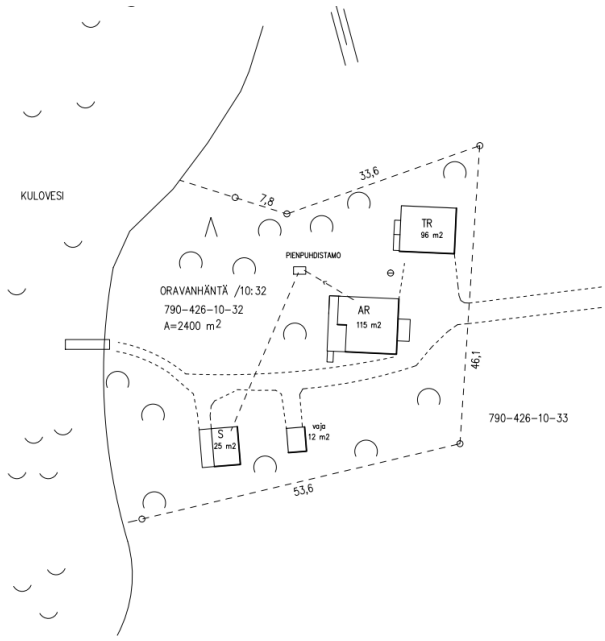 33,6
7,8
KULOVESI
TR
96 m2
PIENPUHDISTAMO
ORAVANHÄNTÄ /10:32
790-426-10-32
A=2400 m²
AR
115 m2
46,1
790-426-10-33
S
25 m2
vaja
12 m2
53,6